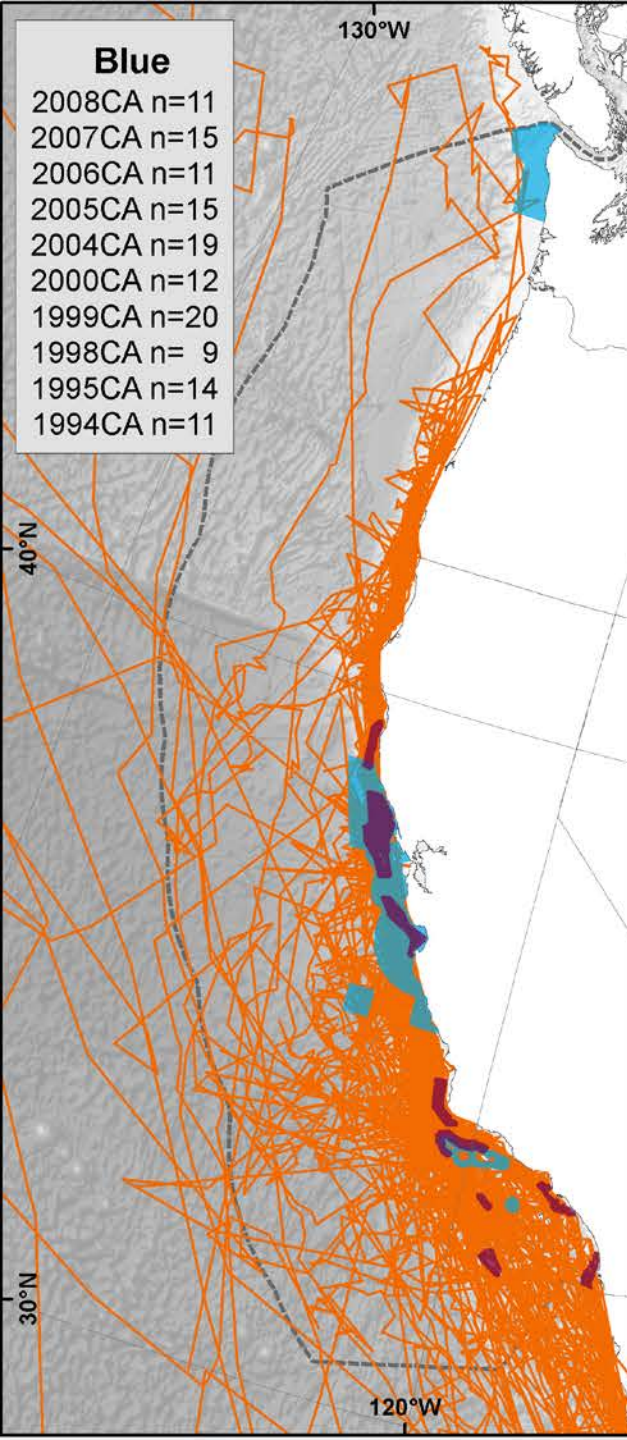 130°W
Blue
2008CA n=11
2007CA n=15
2006CA n=11
2005CA n=15
2004CA n=19
2000CA n=12
1999CA n=20
1998CA n= 9
1995CA n=14
1994CA n=11
40°N
30°N
120°W